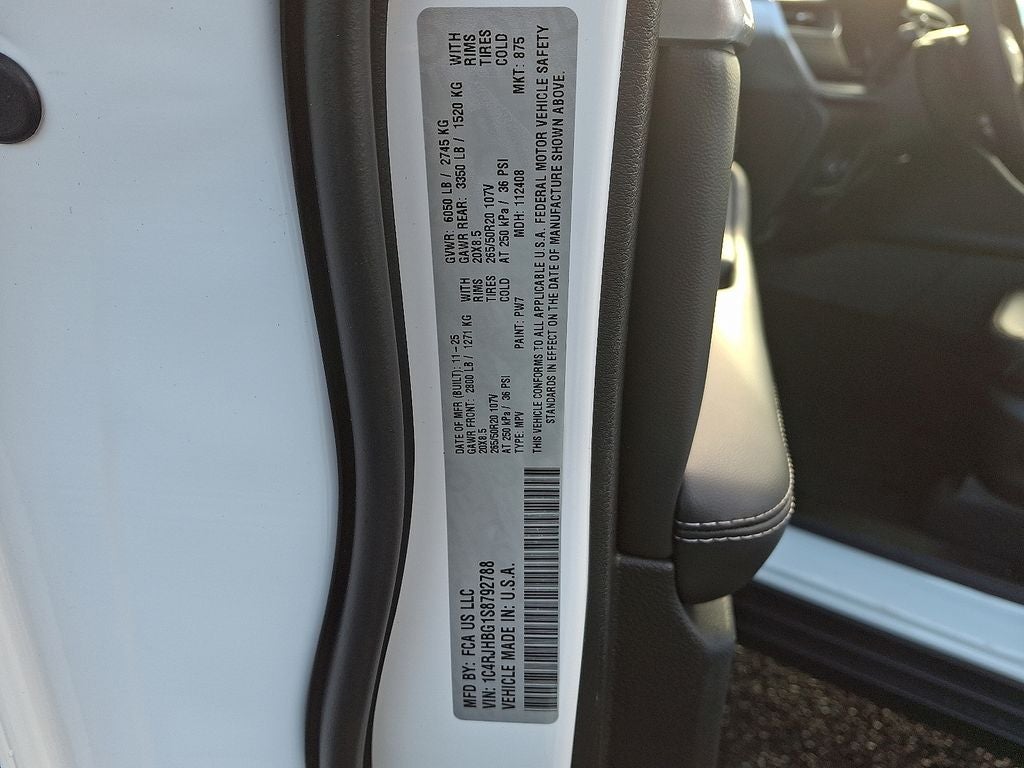 MFD BY: FCA US LLC
VIN: 1C4RJHBG1S8792788
VEHICLE MADE IN: U.S.A.
DATE OF MFR (BUILT): 11-25
GAWR FRONT: 2800 LB / 1271 KG WITH
20X8.5 RIMS
265/50R20 107V TIRES
AT 250 kPa / 36 PSI COLD
TYPE: MPV PAINT: PW7
GVWR: 6050 LB / 2745 KG
GAWR REAR: 3350 LB / 1520 KG WITH
20X8.5 RIMS
265/50R20 107V TIRES
AT 250 kPa / 36 PSI COLD
MDH: 112408 MKT: 875
THIS VEHICLE CONFORMS TO ALL APPLICABLE U.S.A. FEDERAL MOTOR VEHICLE SAFETY
STANDARDS IN EFFECT ON THE DATE OF MANUFACTURE SHOWN ABOVE.